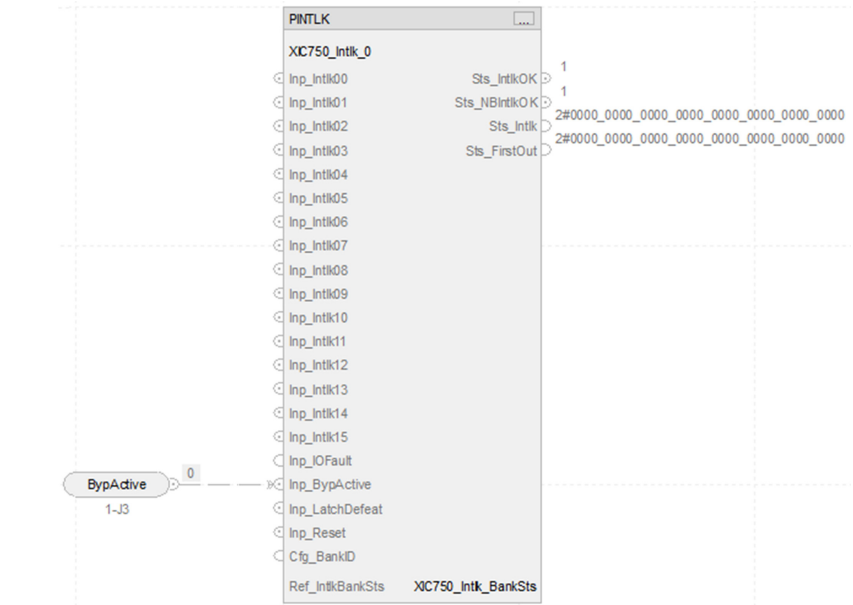 PINTLK ...
XIC750_Intlk_0
Inp_Intlk00 Sts_IntlkOK 1
Inp_Intlk01 Sts_NBIntlkOK 1
Inp_Intlk02 Sts_Intlk 2#0000_0000_0000_0000_0000_0000_0000_0000
Inp_Intlk03 Sts_FirstOut 2#0000_0000_0000_0000_0000_0000_0000_0000
Inp_Intlk04
Inp_Intlk05
Inp_Intlk06
Inp_Intlk07
Inp_Intlk08
Inp_Intlk09
Inp_Intlk10
Inp_Intlk11
Inp_Intlk12
Inp_Intlk13
Inp_Intlk14
Inp_Intlk15
Inp_IOFault
BypActive 0 Inp_BypActive
1-J3 Inp_LatchDefeat
Inp_Reset
Cfg_BankID
Ref_IntlkBankSts XIC750_Intlk_BankSts